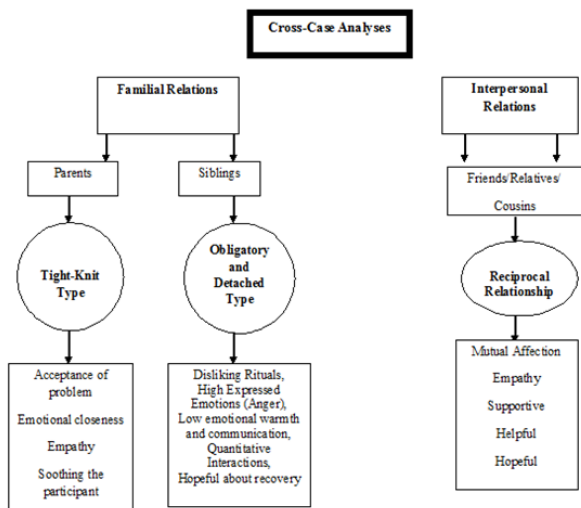 Cross-Case Analyses
Familial Relations
Interpersonal
Relations
Parents
Siblings
Friends/Relatives/
Cousins
Tight-Knit
Type
Obligatory
and
Detached
Type
Reciprocal
Relationship
Acceptance of
problem
Emotional closeness
Empathy
Soothing the
participant
Disliking Rituals,
High Expressed
Emotions (Anger),
Low emotional warmth
and communication,
Quantitative
Interactions,
Hopeful about recovery
Mutual Affection
Empathy
Supportive
Helpful
Hopeful